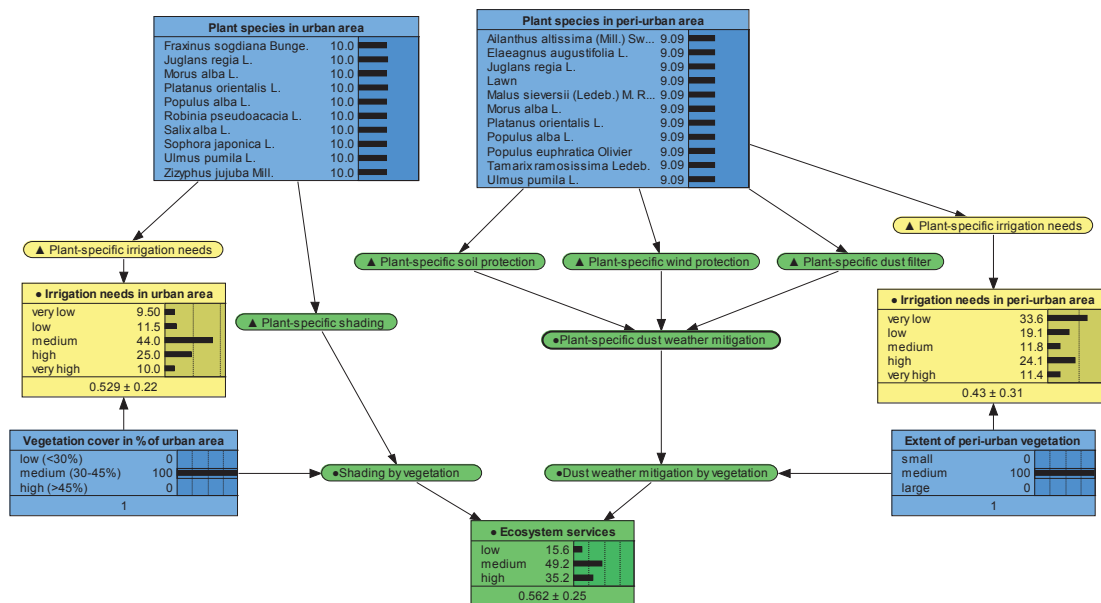 Plant species in urban area
Fraxinus sogdiana Bunge. 10.0
Juglans regia L. 10.0
Morus alba L. 10.0
Platanus orientalis L. 10.0
Populus alba L. 10.0
Robinia pseudoacacia L. 10.0
Salix alba L. 10.0
Sophora japonica L. 10.0
Ulmus pumila L. 10.0
Zizyphus jujuba Mill. 10.0
Plant species in peri-urban area
Ailanthus altissima (Mill.) Sw... 9.09
Elaeagnus augustifolia L. 9.09
Juglans regia L. 9.09
Lawn 9.09
Malus sieversii (Ledeb.) M. R... 9.09
Morus alba L. 9.09
Platanus orientalis L. 9.09
Populus alba L. 9.09
Populus euphratica Olivier 9.09
Tamarix ramosissima Ledeb. 9.09
Ulmus pumila L. 9.09
▲ Plant-specific irrigation needs
▲ Plant-specific soil protection
▲ Plant-specific wind protection
▲ Plant-specific dust filter
▲ Plant-specific irrigation needs
● Irrigation needs in urban area
very low 9.50
low 11.5
medium 44.0
high 25.0
very high 10.0
0.529 ± 0.22
▲ Plant-specific shading
●Plant-specific dust weather mitigation
● Irrigation needs in peri-urban area
very low 33.6
low 19.1
medium 11.8
high 24.1
very high 11.4
0.43 ± 0.31
Vegetation cover in % of urban area
low (<30%) 0
medium (30-45%) 100
high (>45%) 0
1
●Shading by vegetation
●Dust weather mitigation by vegetation
Extent of peri-urban vegetation
small 0
medium 100
large 0
1
● Ecosystem services
low 15.6
medium 49.2
high 35.2
0.562 ± 0.25